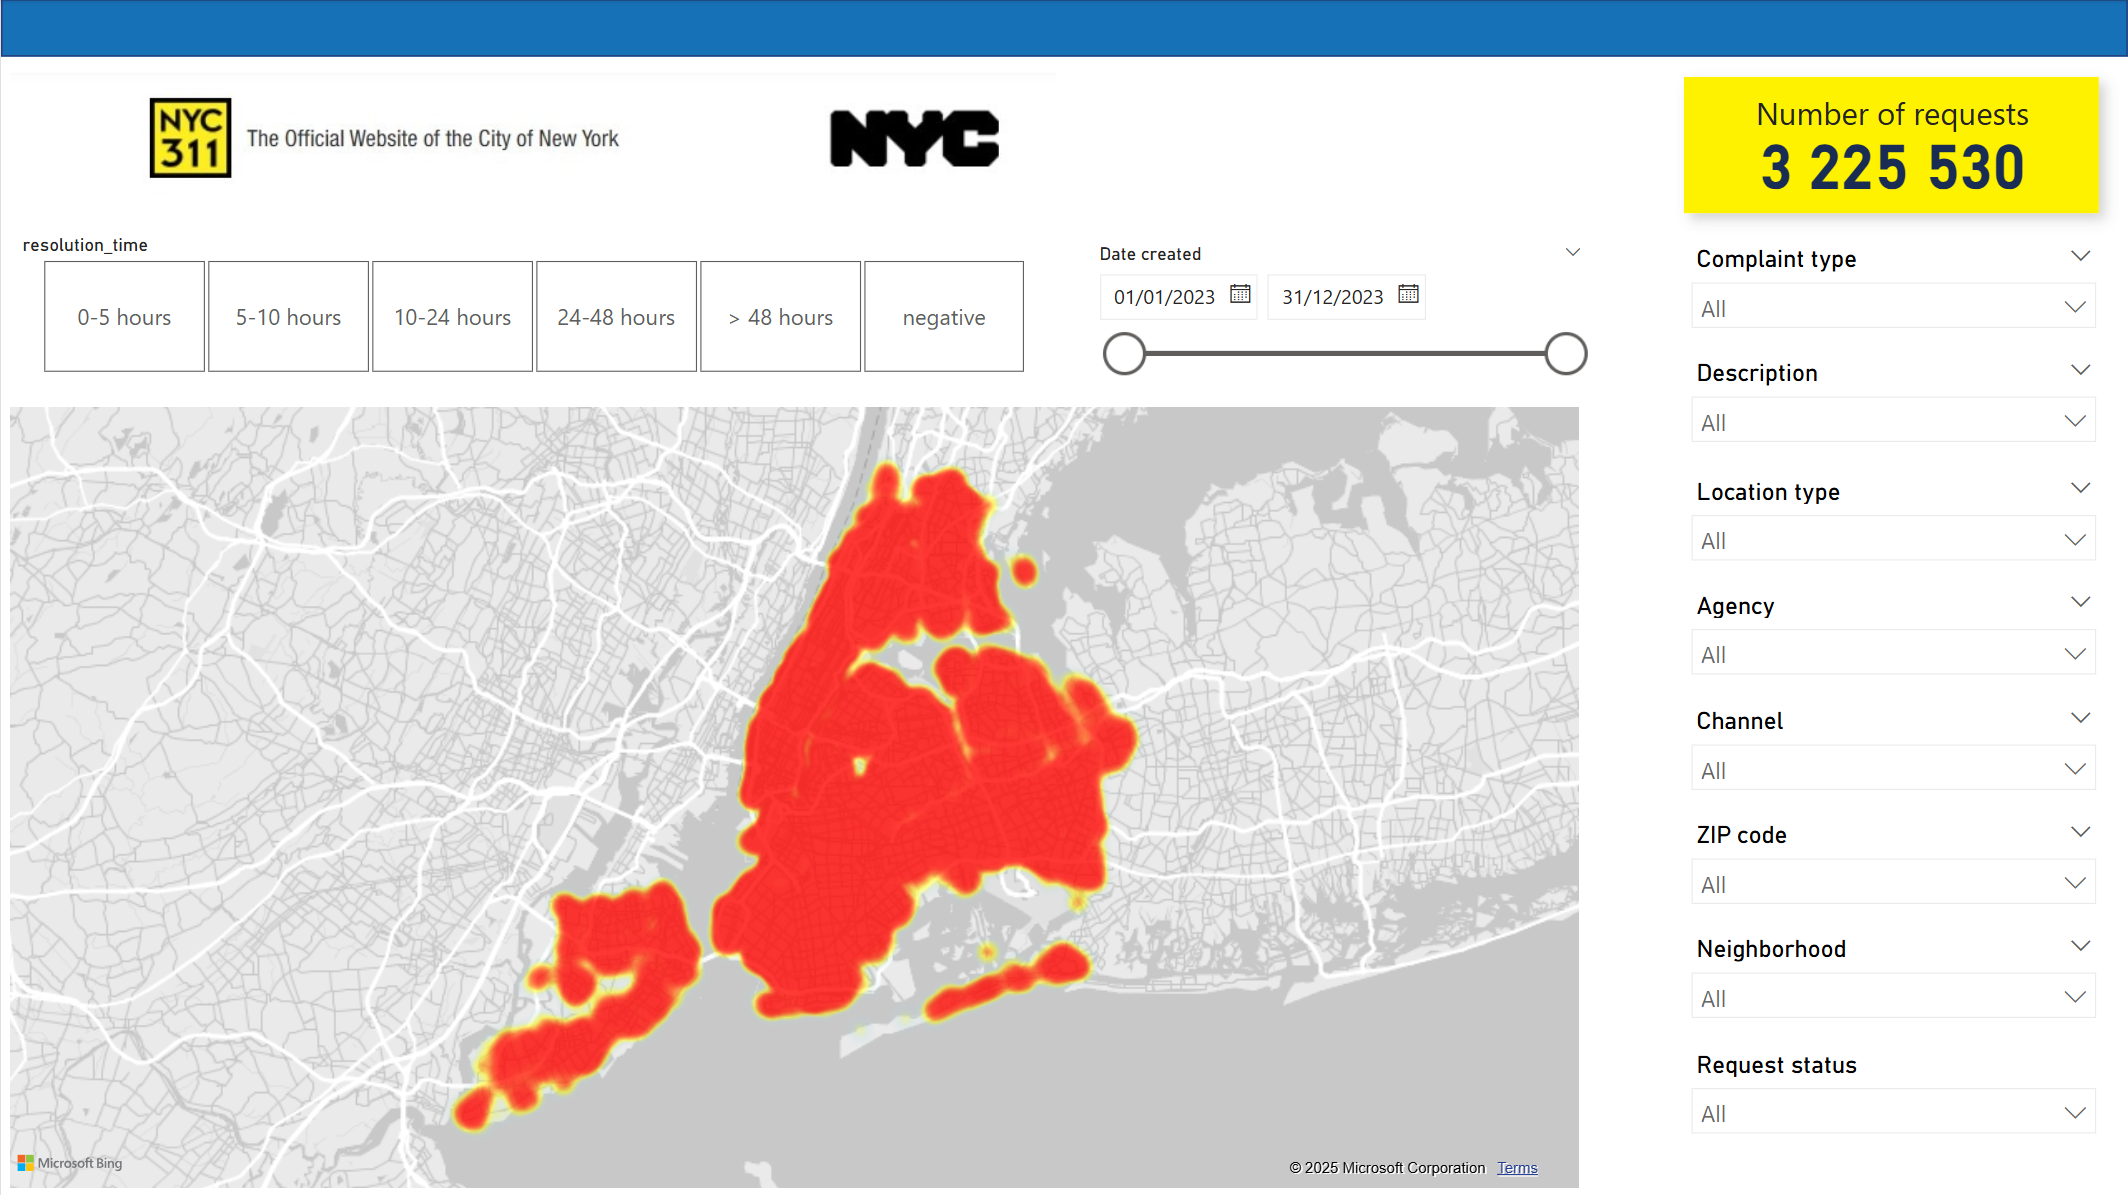 NYC
311
The Official Website of the City of New York
NYC
Number of requests
3 225 530
resolution_time
0-5 hours
5-10 hours
10-24 hours
24-48 hours
> 48 hours
negative
Date created
01/01/2023
31/12/2023
Complaint type
All
Description
All
Location type
All
Agency
All
Channel
All
ZIP code
All
Neighborhood
All
Request status
All
Microsoft Bing
© 2025 Microsoft Corporation Terms